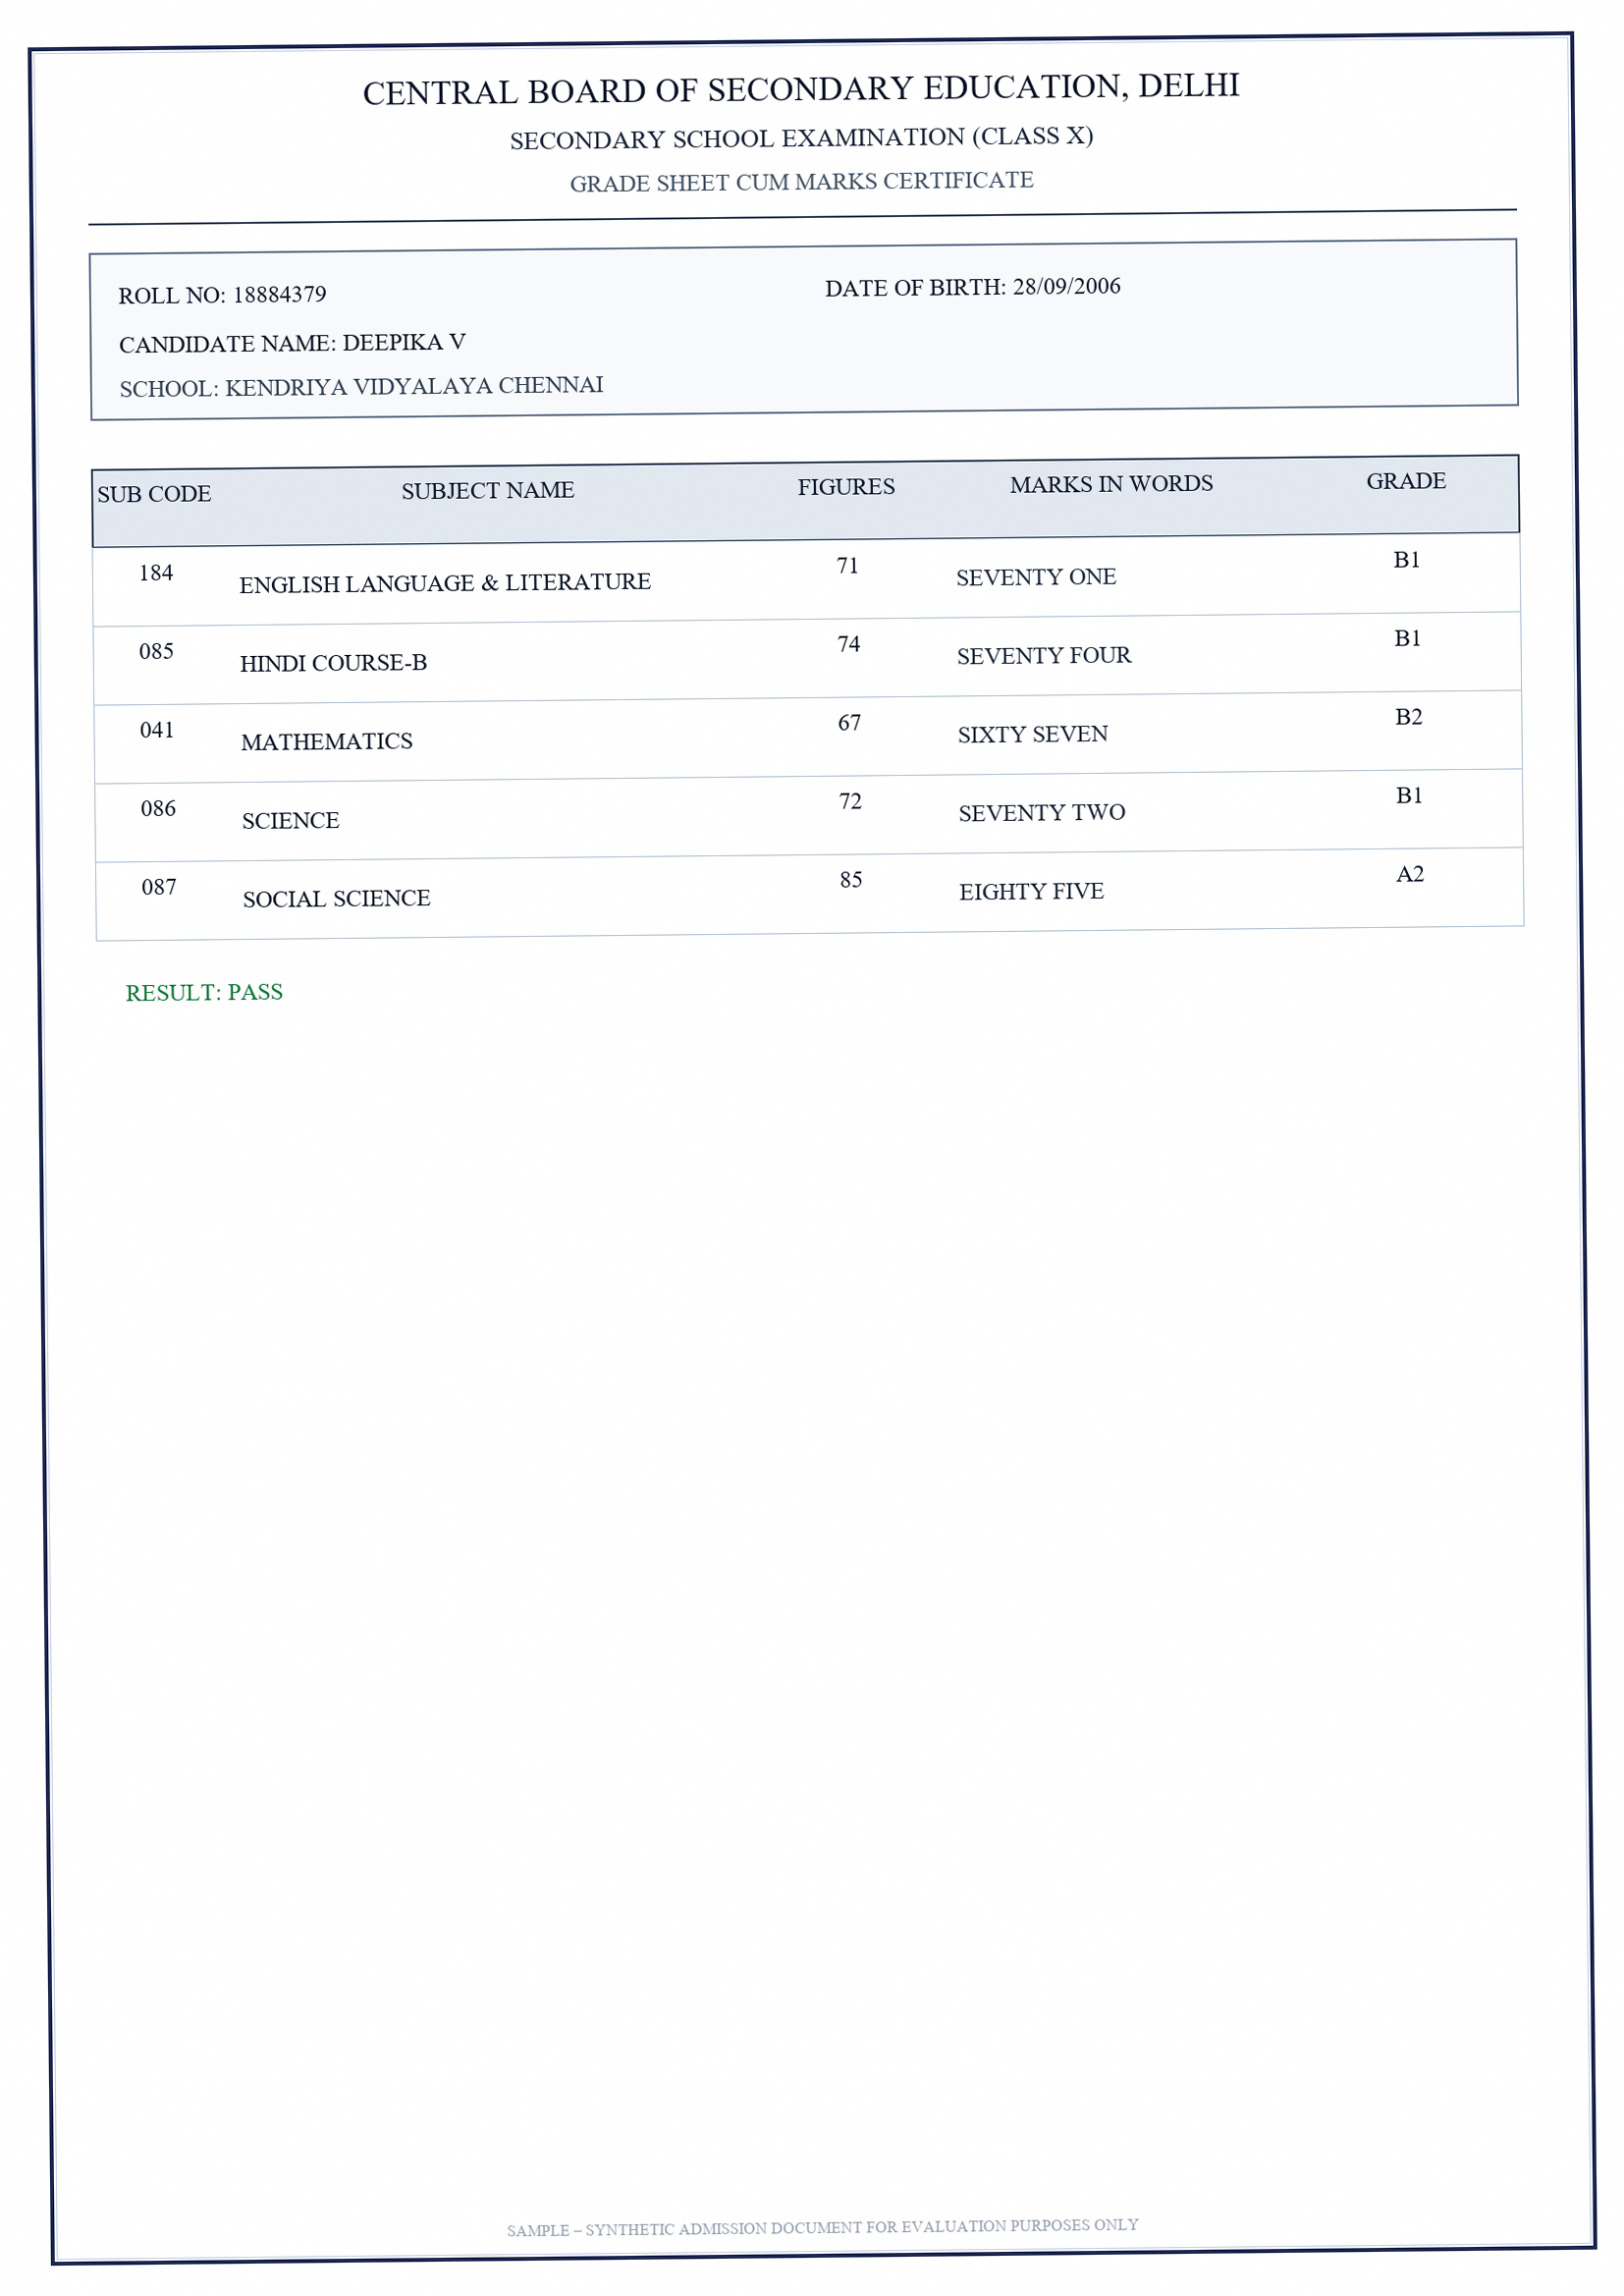 CENTRAL BOARD OF SECONDARY EDUCATION, DELHI
SECONDARY SCHOOL EXAMINATION (CLASS X)
GRADE SHEET CUM MARKS CERTIFICATE
ROLL NO: 18884379 DATE OF BIRTH: 28/09/2006
CANDIDATE NAME: DEEPIKA V
SCHOOL: KENDRIYA VIDYALAYA CHENNAI
SUB CODE SUBJECT NAME FIGURES MARKS IN WORDS GRADE
184 ENGLISH LANGUAGE & LITERATURE 71 SEVENTY ONE B1
085 HINDI COURSE-B 74 SEVENTY FOUR B1
041 MATHEMATICS 67 SIXTY SEVEN B2
086 SCIENCE 72 SEVENTY TWO B1
087 SOCIAL SCIENCE 85 EIGHTY FIVE A2
RESULT: PASS
SAMPLE – SYNTHETIC ADMISSION DOCUMENT FOR EVALUATION PURPOSES ONLY